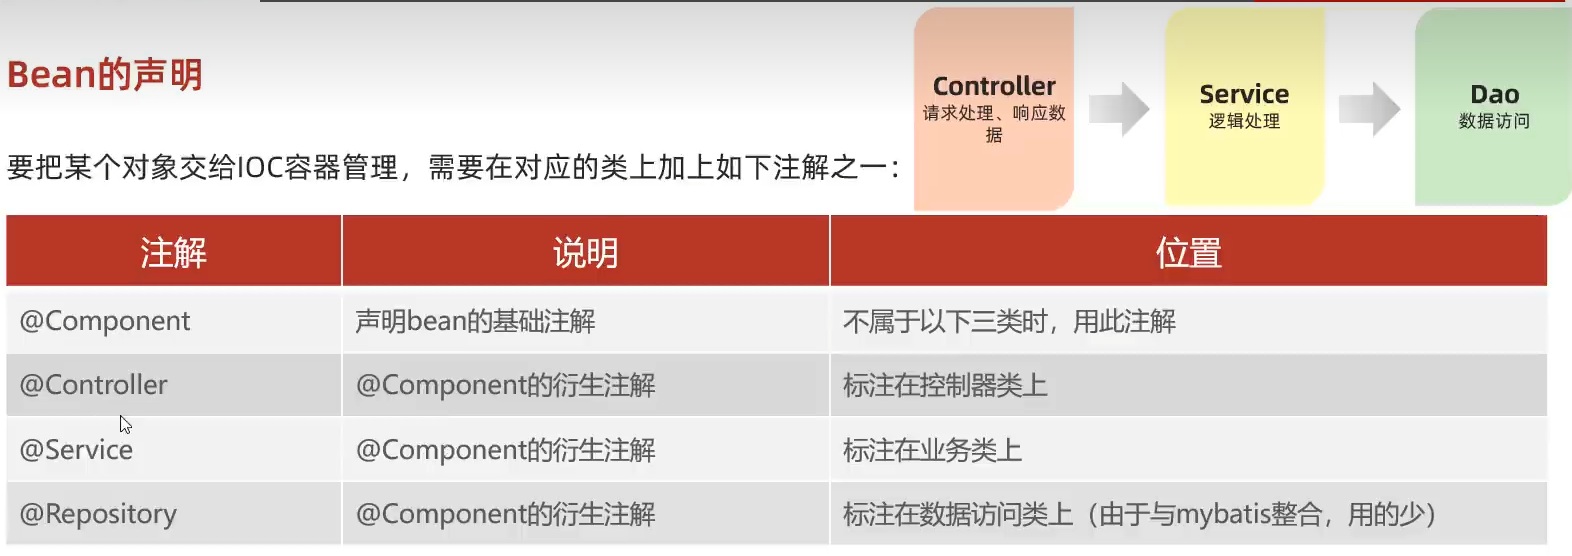 Bean的声明
Controller
请求处理、响应数
据
Service
逻辑处理
Dao
数据访问
要把某个对象交给IOC容器管理，需要在对应的类上加上如下注解之一：
注解 说明 位置
@Component 声明bean的基础注解 不属于以下三类时，用此注解
@Controller @Component的衍生注解 标注在控制器类上
@Service @Component的衍生注解 标注在业务类上
@Repository @Component的衍生注解 标注在数据访问类上（由于与mybatis整合，用的少）